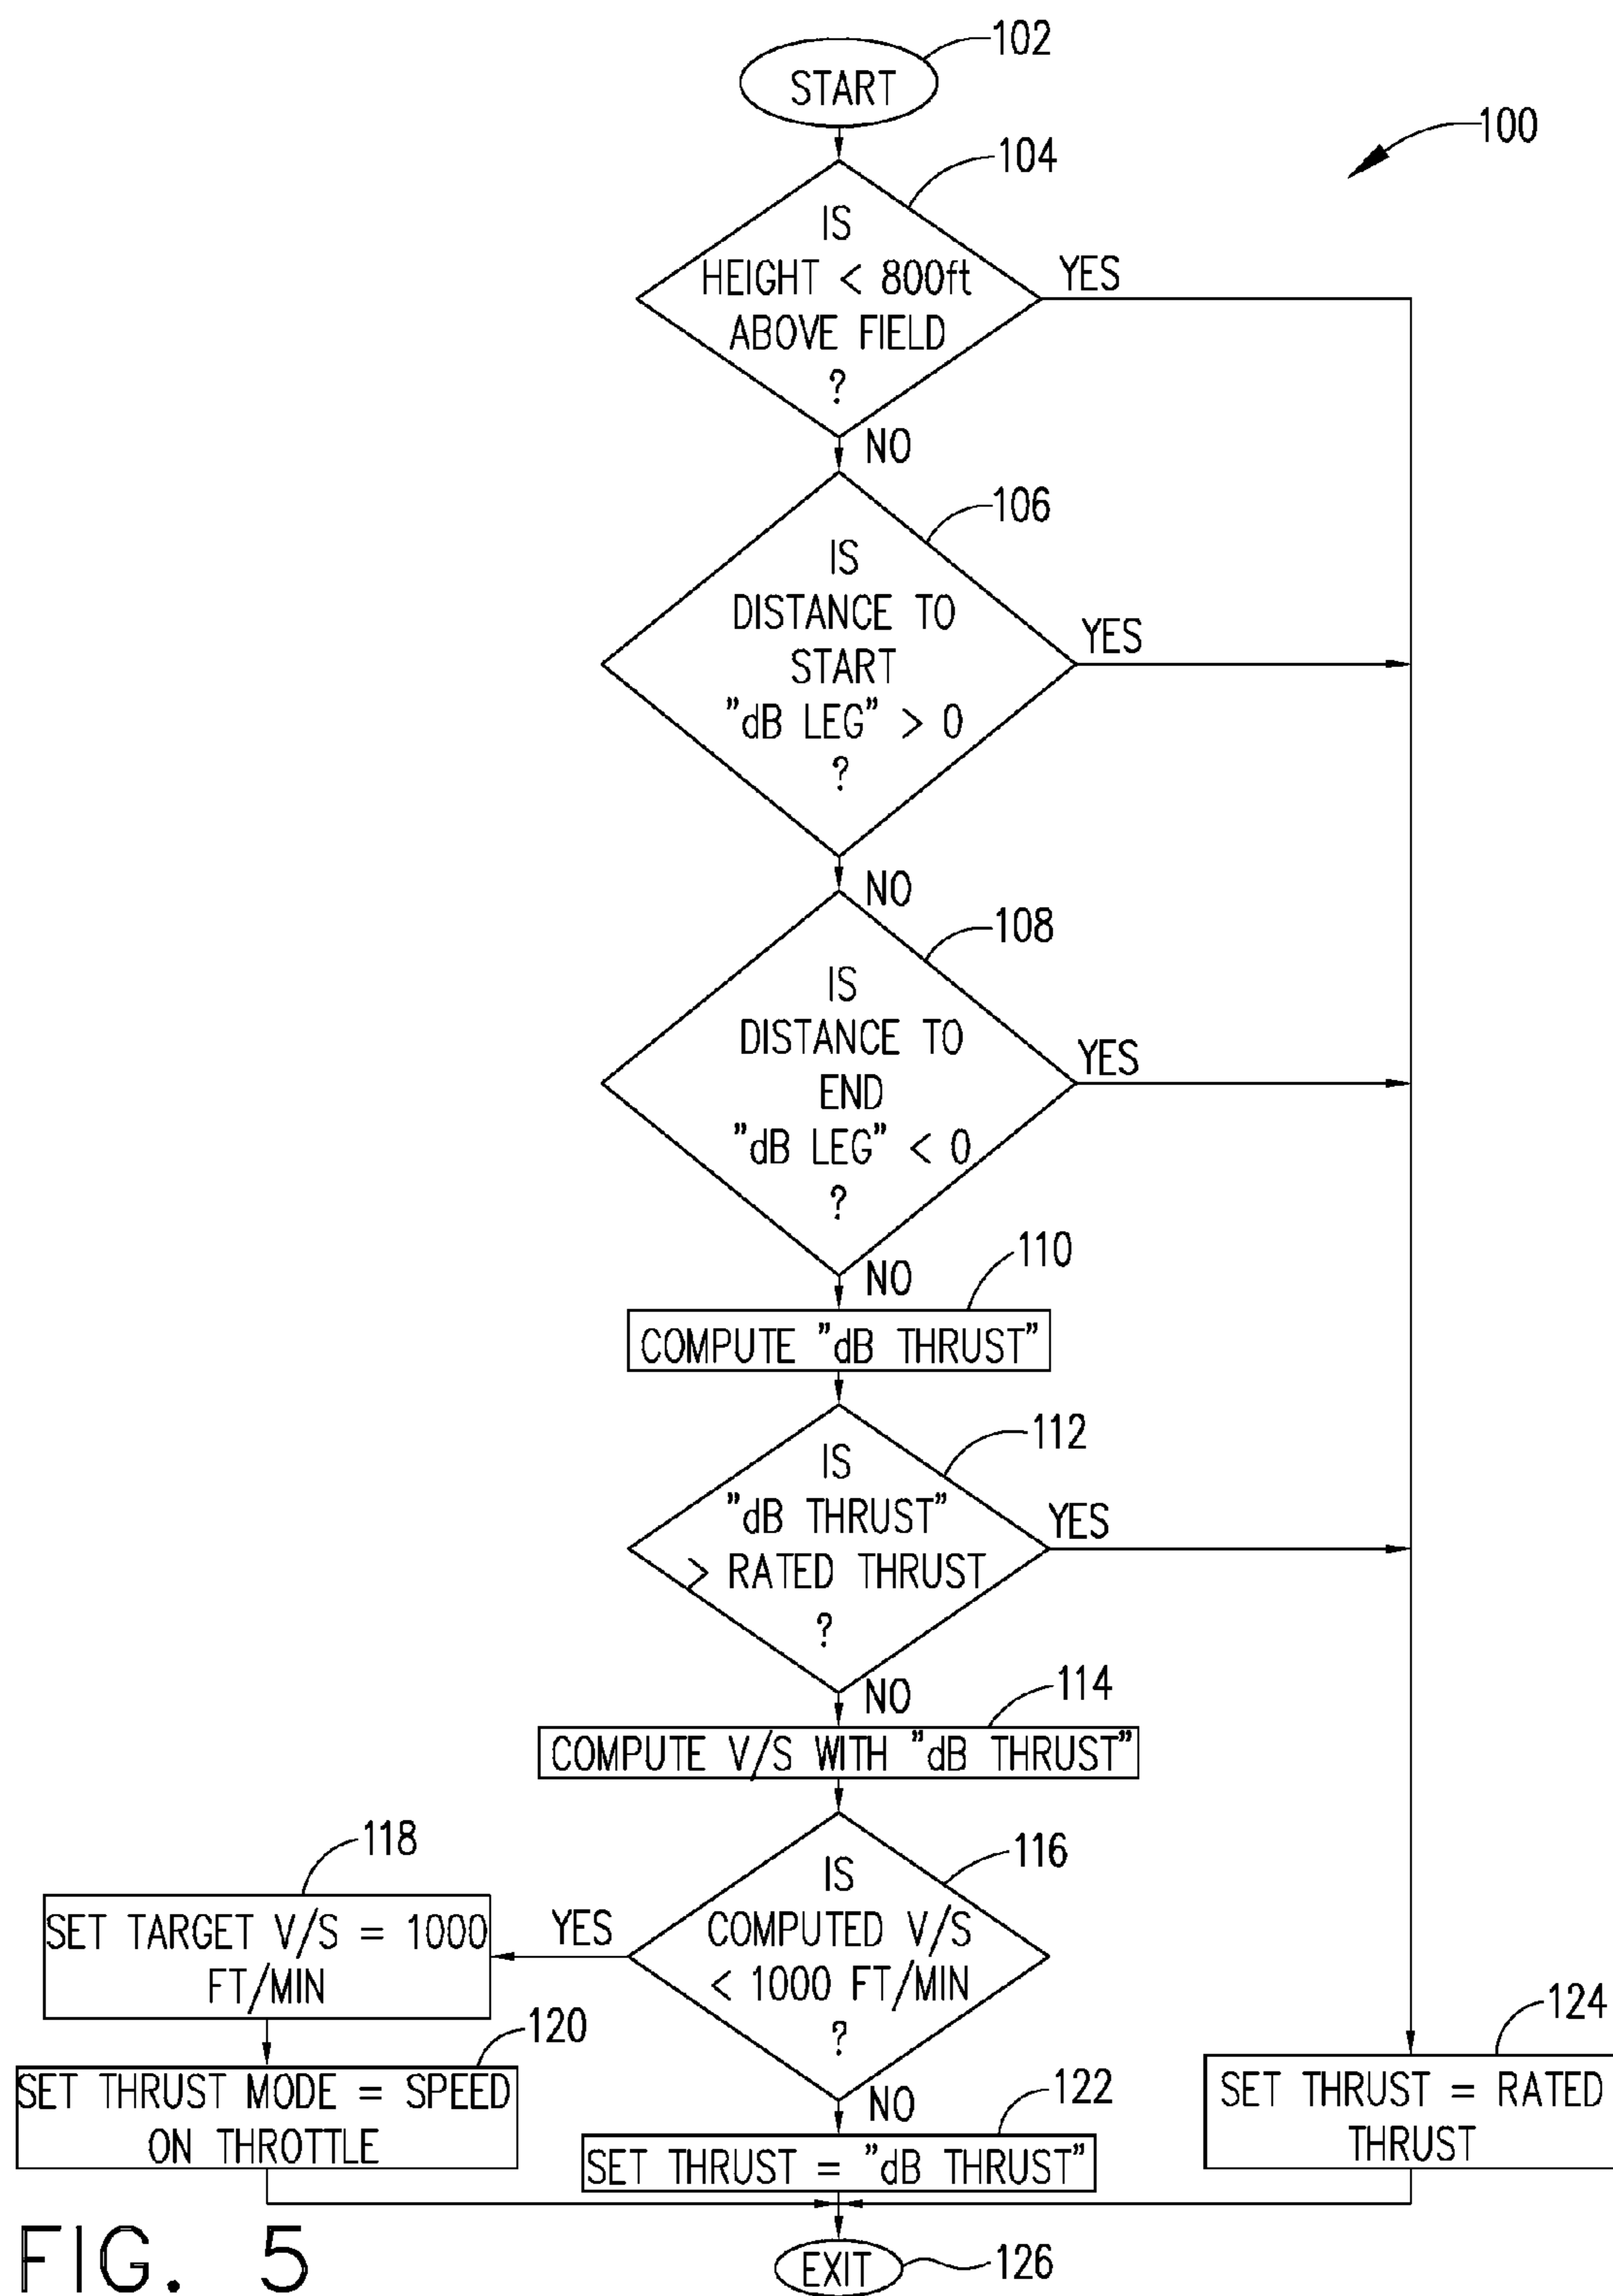 102
START
100
104
IS
HEIGHT < 800ft
ABOVE FIELD
?
YES
NO
106
IS
DISTANCE TO
START
"dB LEG" > 0
?
YES
NO
108
IS
DISTANCE TO
END
"dB LEG" < 0
?
YES
NO
110
COMPUTE "dB THRUST"
112
IS
"dB THRUST"
> RATED THRUST
?
YES
NO
114
COMPUTE V/S WITH "dB THRUST"
116
IS
COMPUTED V/S
< 1000 FT/MIN
?
YES
118
SET TARGET V/S = 1000
FT/MIN
120
SET THRUST MODE = SPEED
ON THROTTLE
NO
122
SET THRUST = "dB THRUST"
124
SET THRUST = RATED
THRUST
EXIT
126
FIG. 5